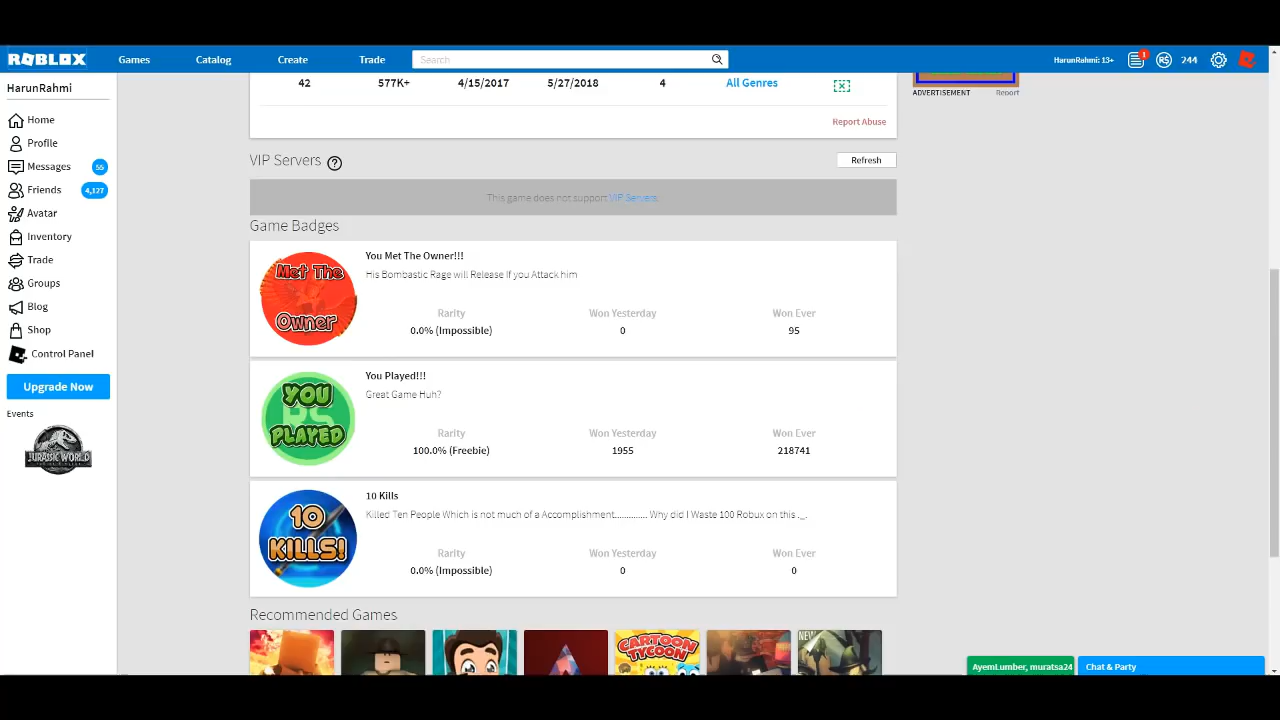 ROBLOX Games Catalog Create Trade Search HarunRahmi: 13+ 1 244
HarunRahmi
Home
Profile
Messages 55
Friends 4,127
Avatar
Inventory
Trade
Groups
Blog
Shop
Control Panel
Upgrade Now
Events
JURASSIC WORLD
42 577K+ 4/15/2017 5/27/2018 4 All Genres
Report Abuse
ADVERTISEMENT Report
VIP Servers ? Refresh
This game does not support VIP Servers.
Game Badges
Met The
Owner
You Met The Owner!!!
His Bombastic Rage will Release If you Attack him
Rarity Won Yesterday Won Ever
0.0% (Impossible) 0 95
YOU
PLAYED
You Played!!!
Great Game Huh?
Rarity Won Yesterday Won Ever
100.0% (Freebie) 1955 218741
10
KILLS!
10 Kills
Killed Ten People Which is not much of a Accomplishment.............. Why did I Waste 100 Robux on this ._.
Rarity Won Yesterday Won Ever
0.0% (Impossible) 0 0
Recommended Games
CARTOON
TYCOON
NEW
AyemLumber, muratsa24 Chat & Party